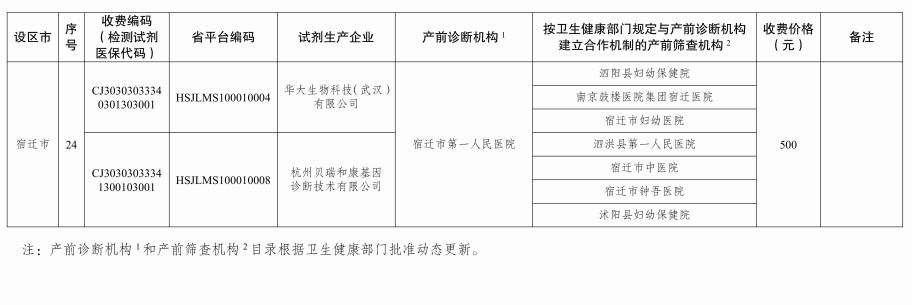 设区市
序
号
收费编码
（检测试剂
医保代码）
省平台编码
试剂生产企业
产前诊断机构1
按卫生健康部门规定与产前诊断机构
建立合作机制的产前筛查机构2
收费价格
（元）
备注
宿迁市
24
CJ3030303334
0301303001
HSJLMS100010004
华大生物科技（武汉）
有限公司
CJ3030303334
1300103001
HSJLMS100010008
杭州贝瑞和康基因
诊断技术有限公司
宿迁市第一人民医院
泗阳县妇幼保健院
南京鼓楼医院集团宿迁医院
宿迁市妇幼医院
泗洪县第一人民医院
宿迁市中医院
宿迁市钟吾医院
沭阳县妇幼保健院
500
注：产前诊断机构1和产前筛查机构2目录根据卫生健康部门批准动态更新。